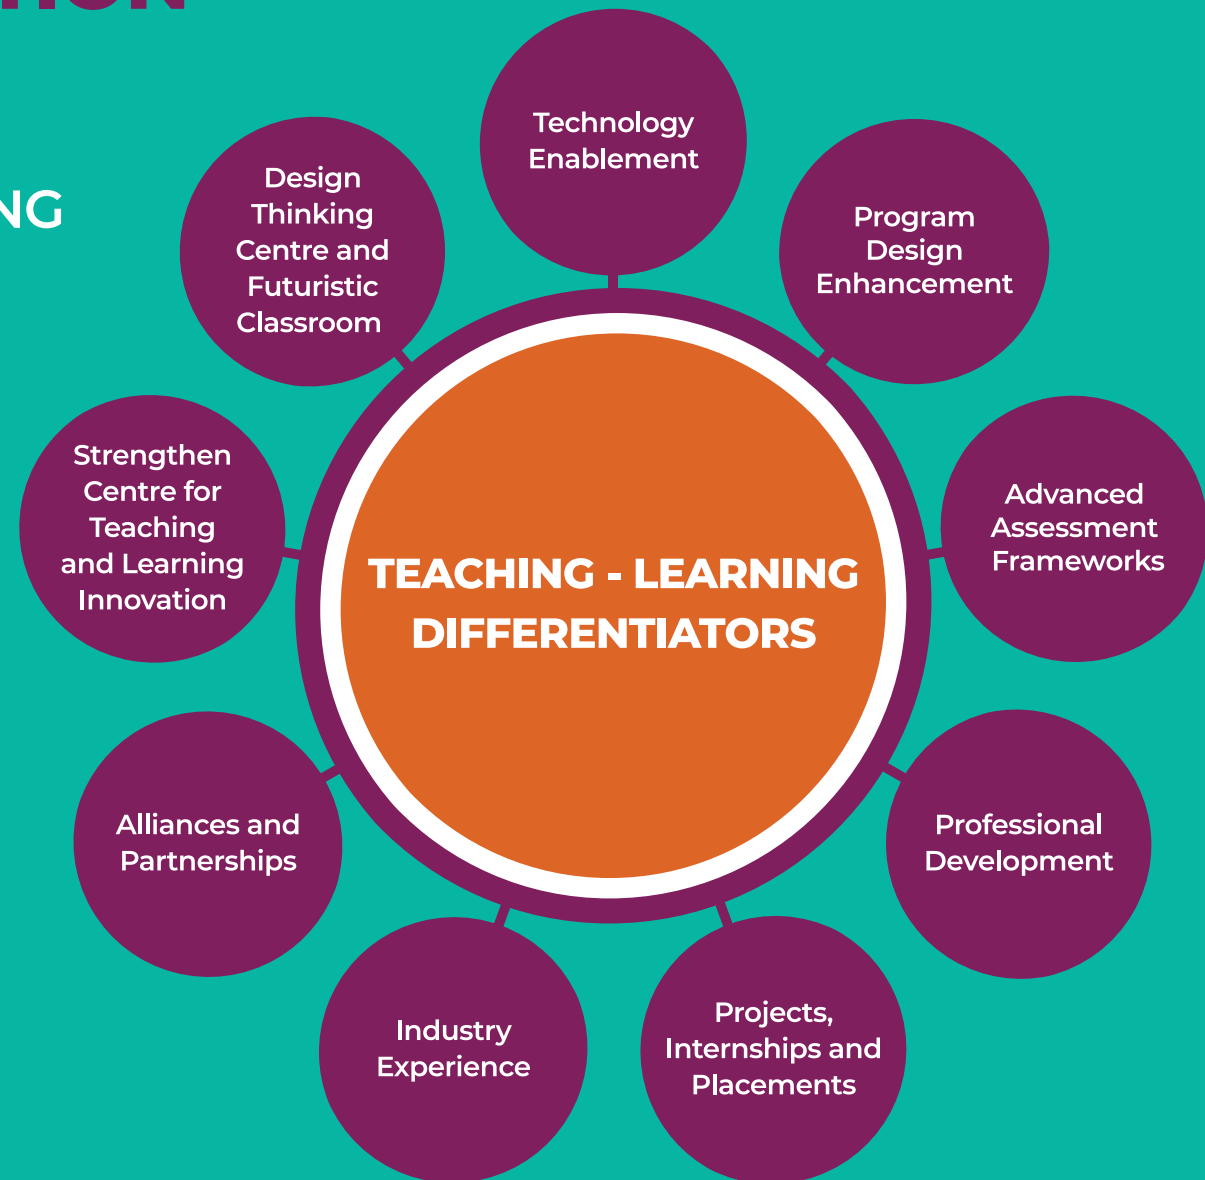 TEACHING - LEARNING
DIFFERENTIATORS
Technology
Enablement
Program
Design
Enhancement
Advanced
Assessment
Frameworks
Professional
Development
Projects,
Internships and
Placements
Industry
Experience
Alliances and
Partnerships
Strengthen
Centre for
Teaching
and Learning
Innovation
Design
Thinking
Centre and
Futuristic
Classroom